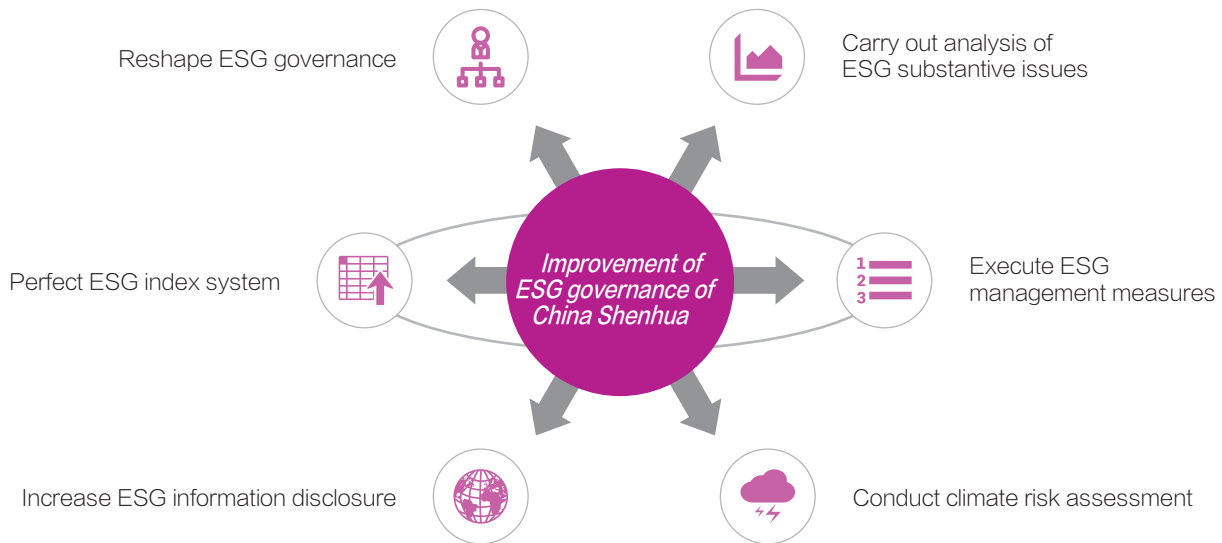 Reshape ESG governance
Carry out analysis of
ESG substantive issues
Perfect ESG index system
Improvement of
ESG governance of
China Shenhua
1
2
3
Execute ESG
management measures
Increase ESG information disclosure
Conduct climate risk assessment